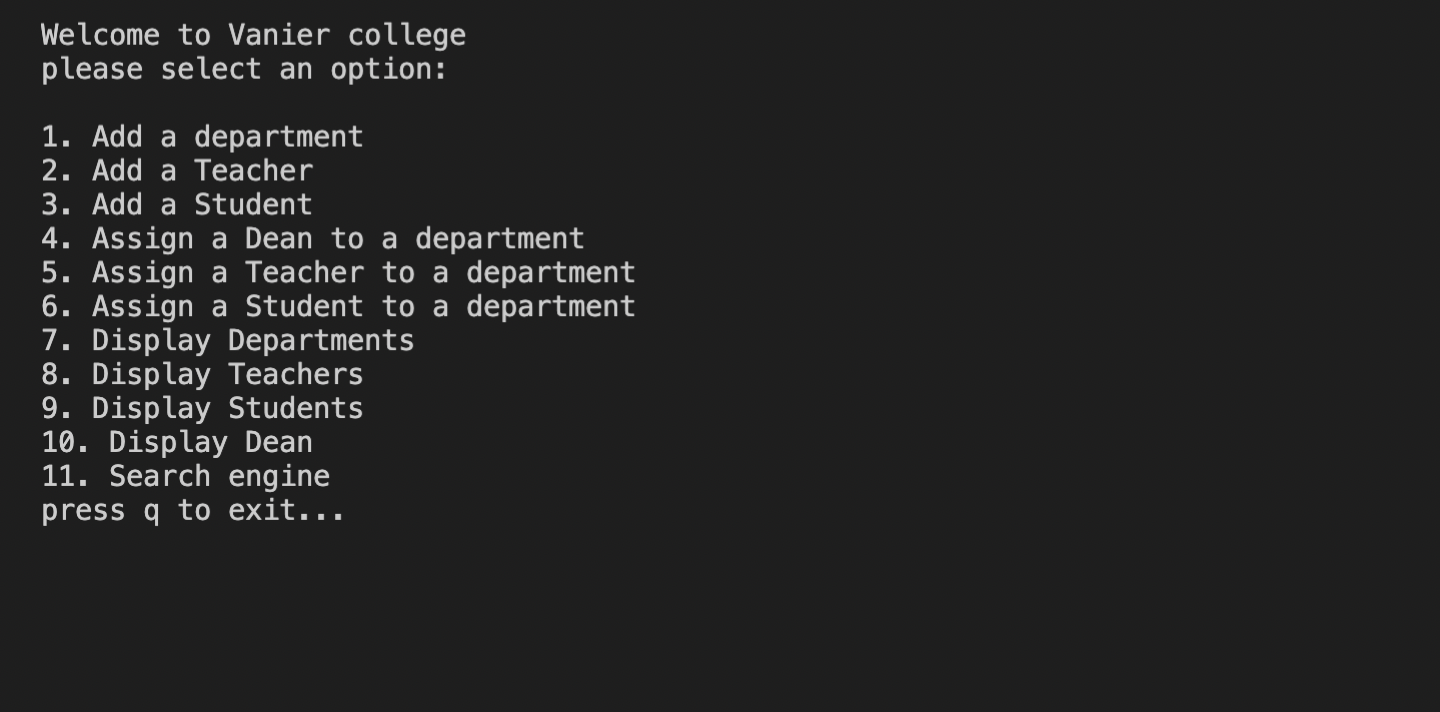 Welcome to Vanier college
please select an option:
1. Add a department
2. Add a Teacher
3. Add a Student
4. Assign a Dean to a department
5. Assign a Teacher to a department
6. Assign a Student to a department
7. Display Departments
8. Display Teachers
9. Display Students
10. Display Dean
11. Search engine
press q to exit...